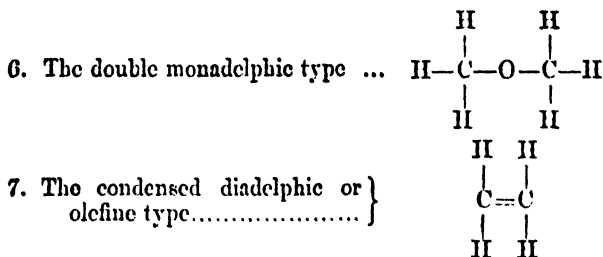 H H
6. The double monadelphic type ... H—C—O—C—H
H H
H H
7. The condensed diadelphic or }
olefine type..................... C=C
H H